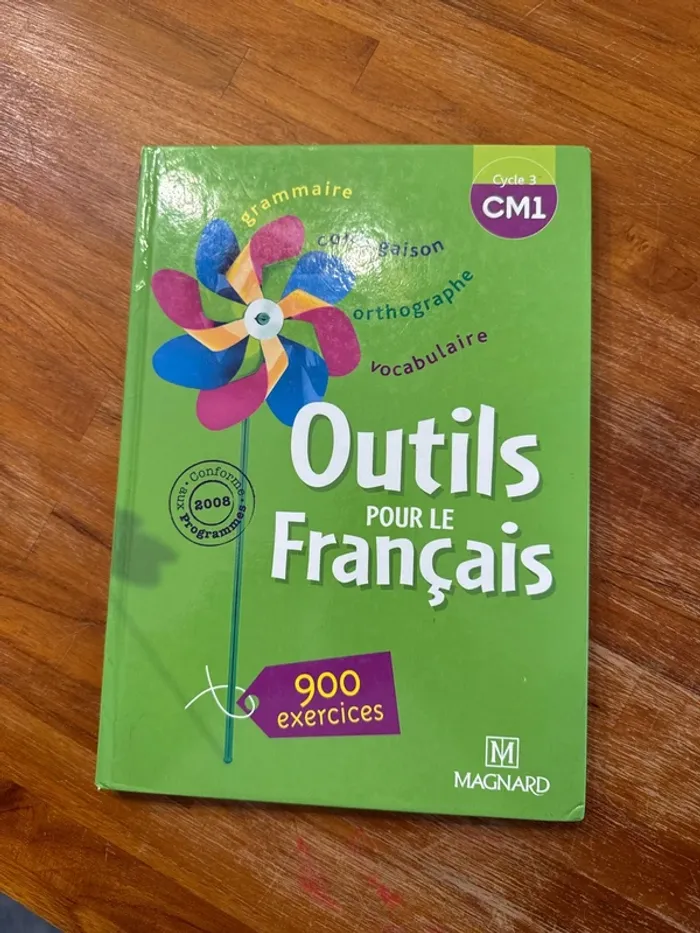 Cycle 3
CM1
grammaire
conjugaison
orthographe
vocabulaire
Outils
POUR LE
Français
Conforme
2008
aux Programmes
900
exercices
M
MAGNARD